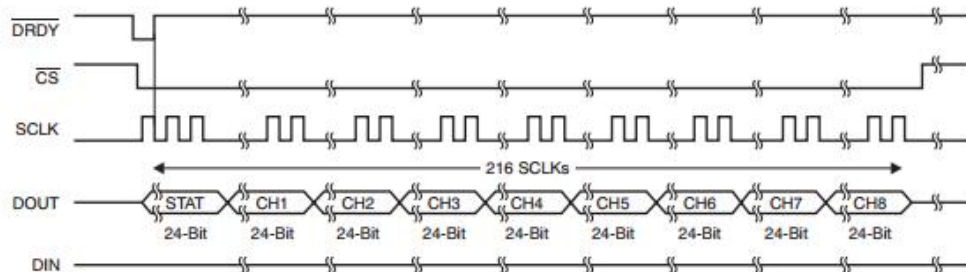 DRDY
CS
SCLK
216 SCLKs
DOUT STAT CH1 CH2 CH3 CH4 CH5 CH6 CH7 CH8
24-Bit 24-Bit 24-Bit 24-Bit 24-Bit 24-Bit 24-Bit 24-Bit 24-Bit
DIN